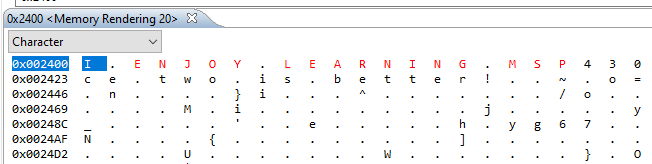 0x2400 <Memory Rendering 20>
Character
0x002400 I . E N J O Y . L E A R N I N G . M S P 4 3 0
0x002423 c e . t w o . i s . b e t t e r ! . . ~ . o =
0x002446 . n . . . . } i . . . ^ . . . . . . . / o . .
0x002469 . . . . M . i . . . . . . . . . j . . . . . y
0x00248C _ . . . . . ' . . e . . . . . h . y g 6 7 . .
0x0024AF N . . . . { . . . . . . . . . ] . . . . . . .
0x0024D2 . . . . U . . . . . . . W . . . . . . . } . O